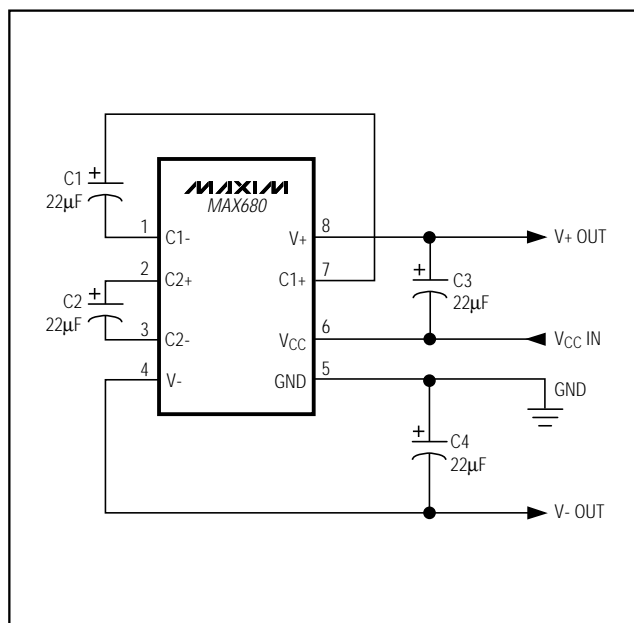 C1
+
22µF
MAXIM
MAX680
1
C1-
V+
8
V+ OUT
2
C2+
C1+
7
+
C3
22µF
C2
+
22µF
3
C2-
VCC
6
VCC IN
4
V-
GND
5
GND
+
C4
22µF
V- OUT